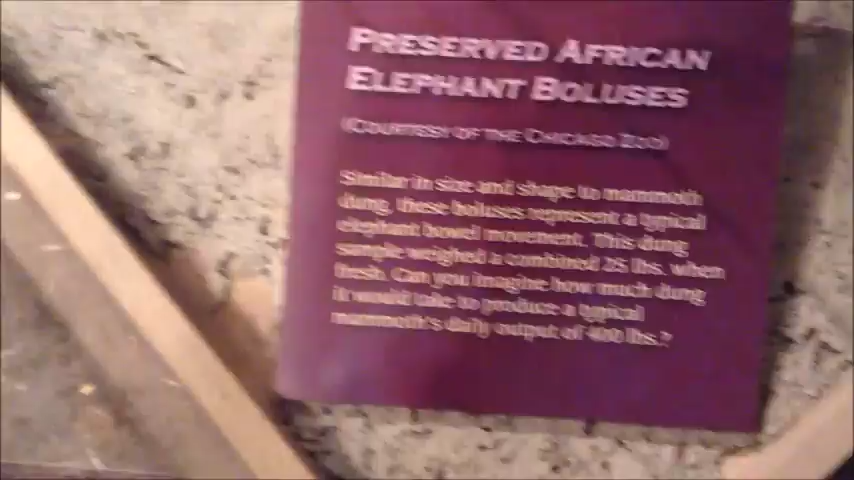 PRESERVED AFRICAN
ELEPHANT BOLUSES
(COURTESY OF THE CHICAGO ZOO)
Similar in size and shape to mammoth
dung, these boluses represent a typical
elephant bowel movement. This dung
sample weighed a combined 25 lbs. when
fresh. Can you imagine how much dung
it would take to produce a typical
mammoth's daily output of 400 lbs.?